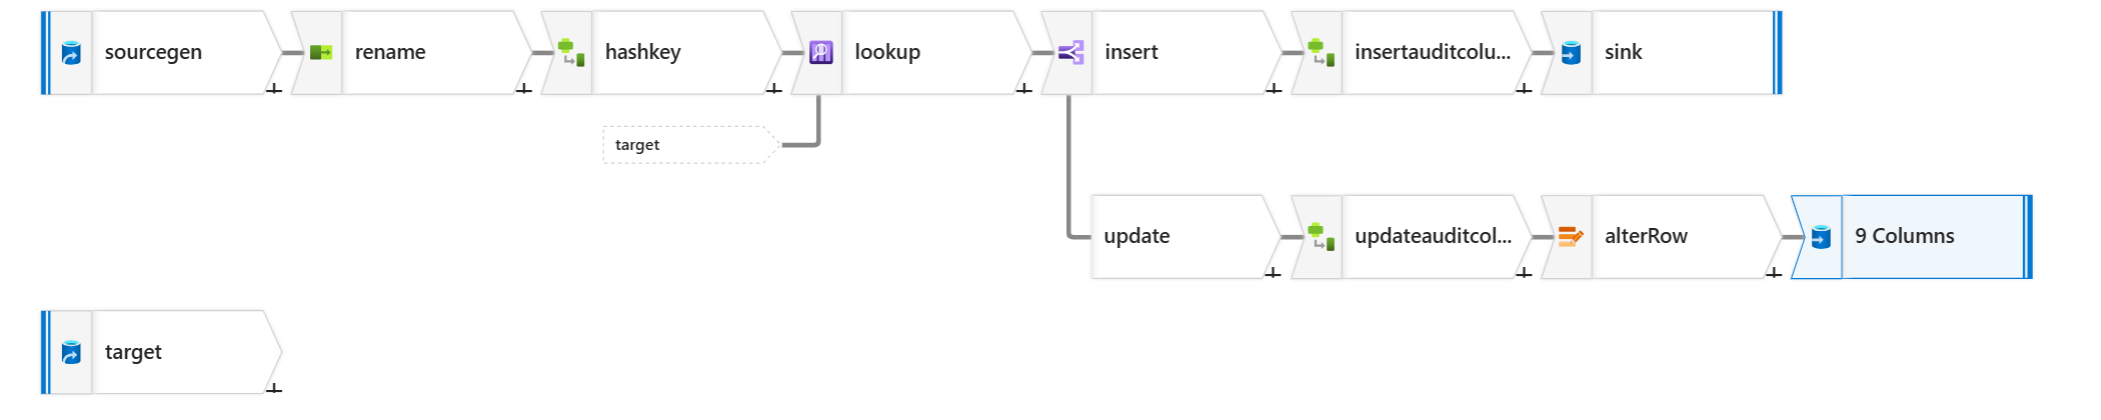 sourcegen
rename
hashkey
lookup
insert
insertauditcolu...
sink
target
update
updateauditcol...
alterRow
9 Columns
target